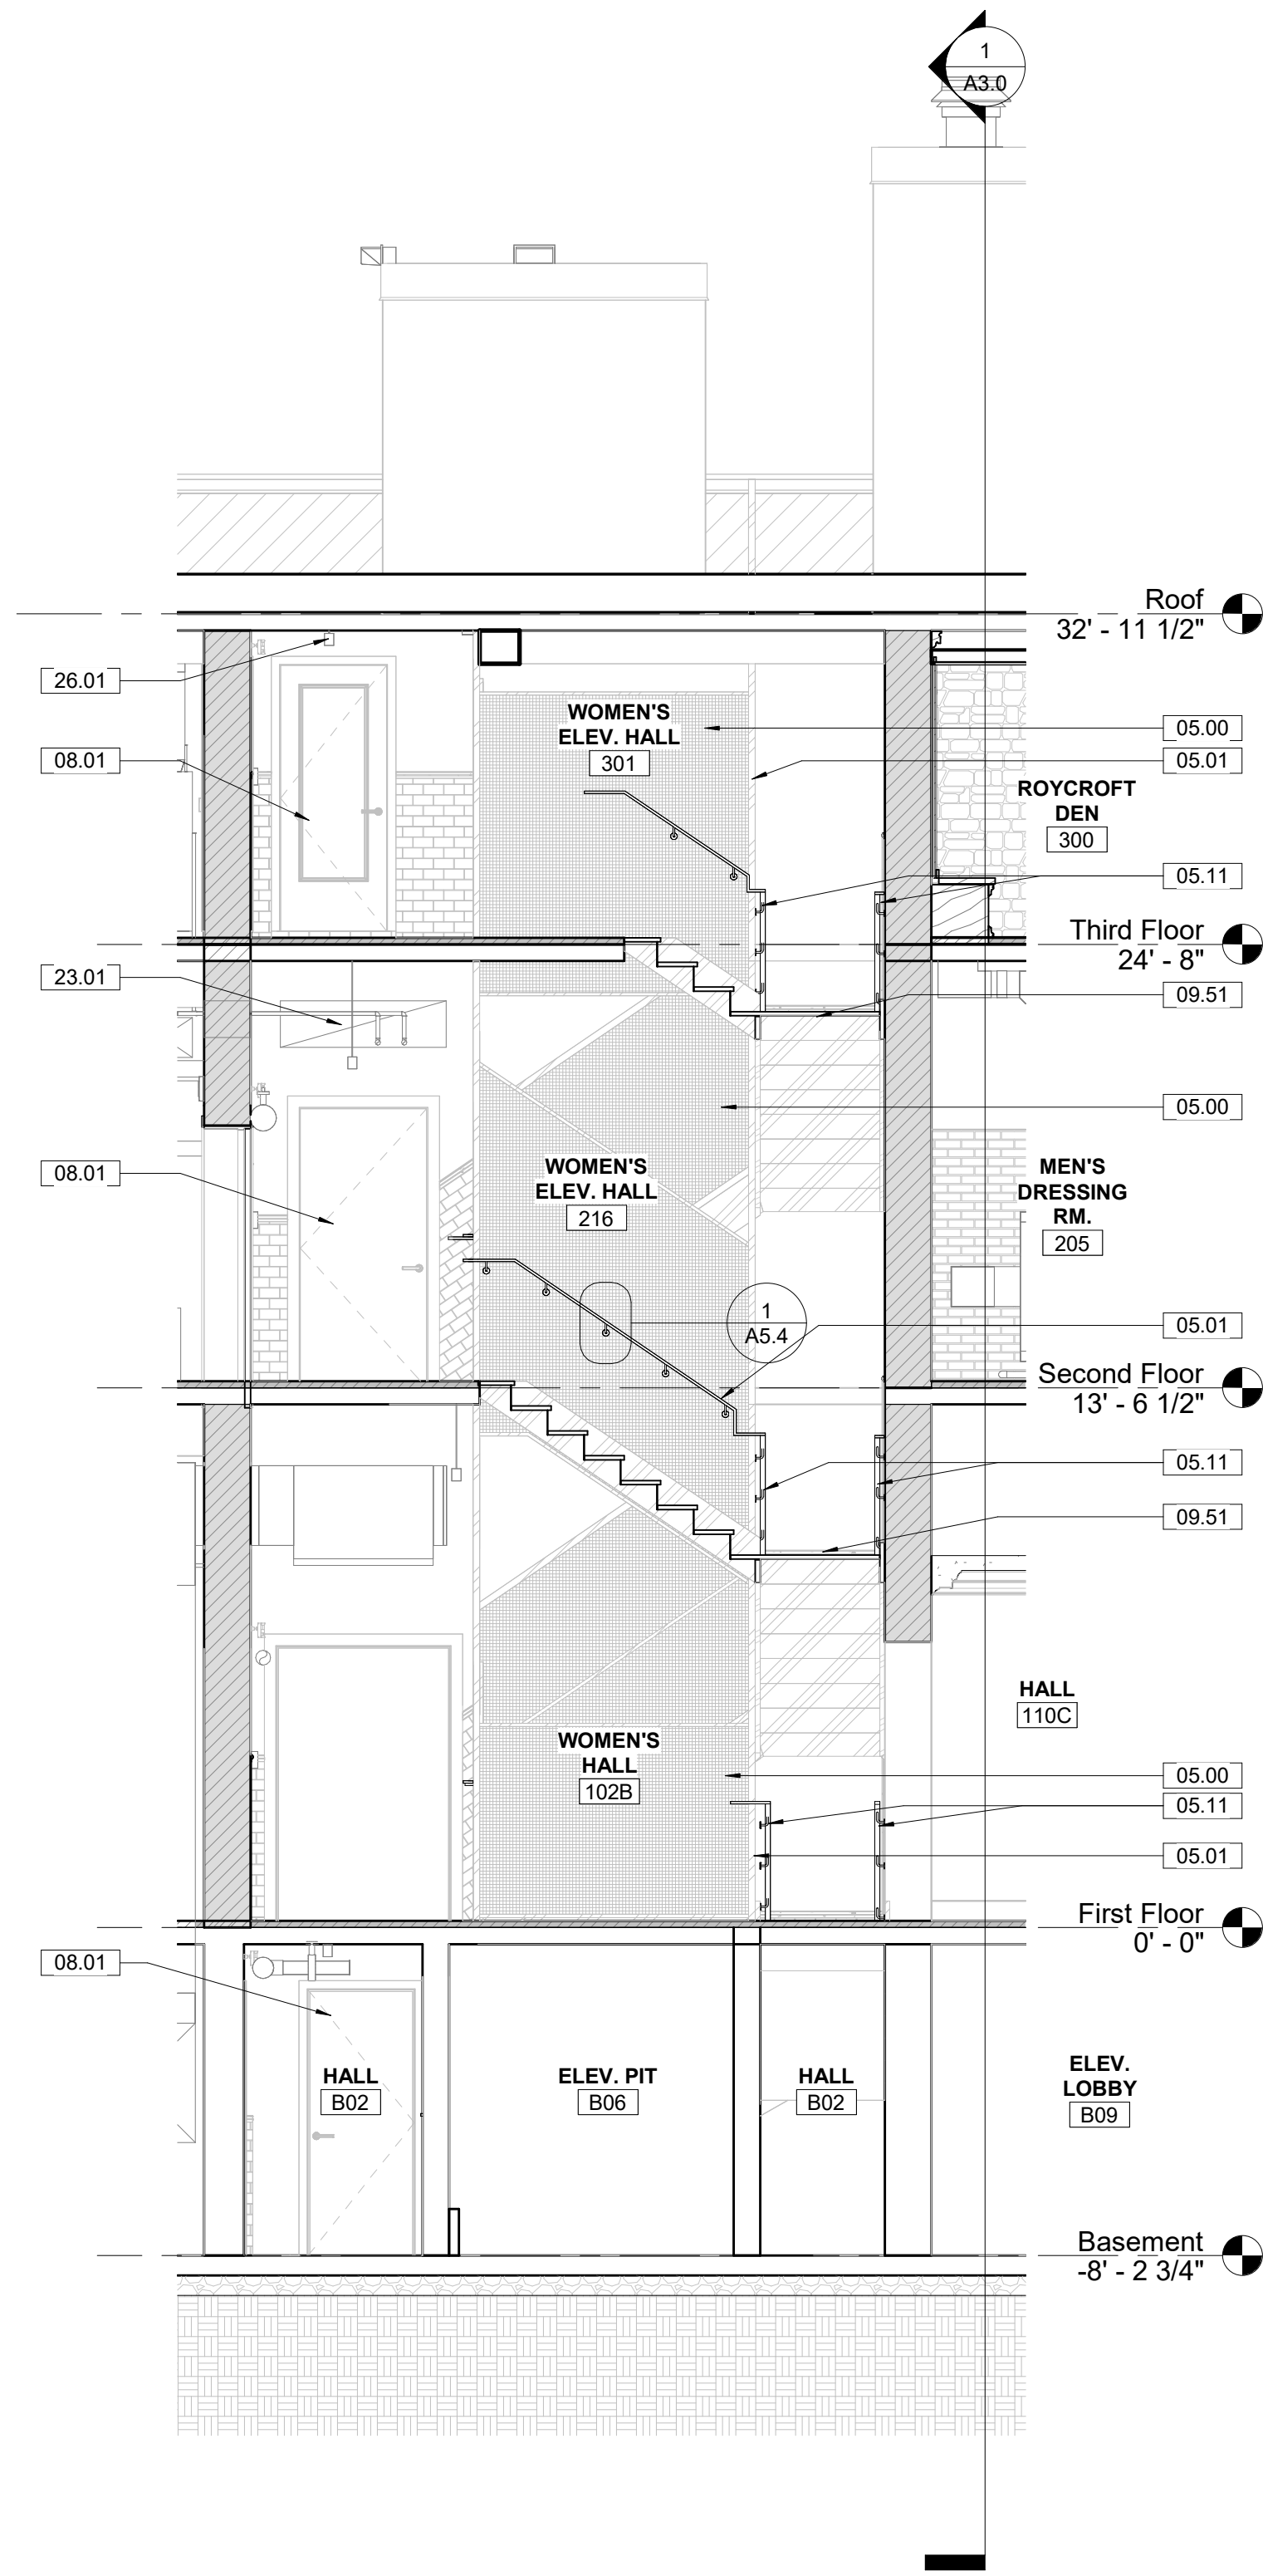 1
A3.0
Roof
32' - 11 1/2"
26.01
WOMEN'S
ELEV. HALL
301
05.00
08.01
05.01
ROYCROFT
DEN
300
05.11
Third Floor
24' - 8"
23.01
09.51
05.00
08.01
WOMEN'S
ELEV. HALL
216
MEN'S
DRESSING
RM.
205
1
A5.4
05.01
Second Floor
13' - 6 1/2"
05.11
09.51
HALL
110C
WOMEN'S
HALL
102B
05.00
05.11
05.01
First Floor
0' - 0"
08.01
HALL
B02
ELEV. PIT
B06
HALL
B02
ELEV.
LOBBY
B09
Basement
-8' - 2 3/4"